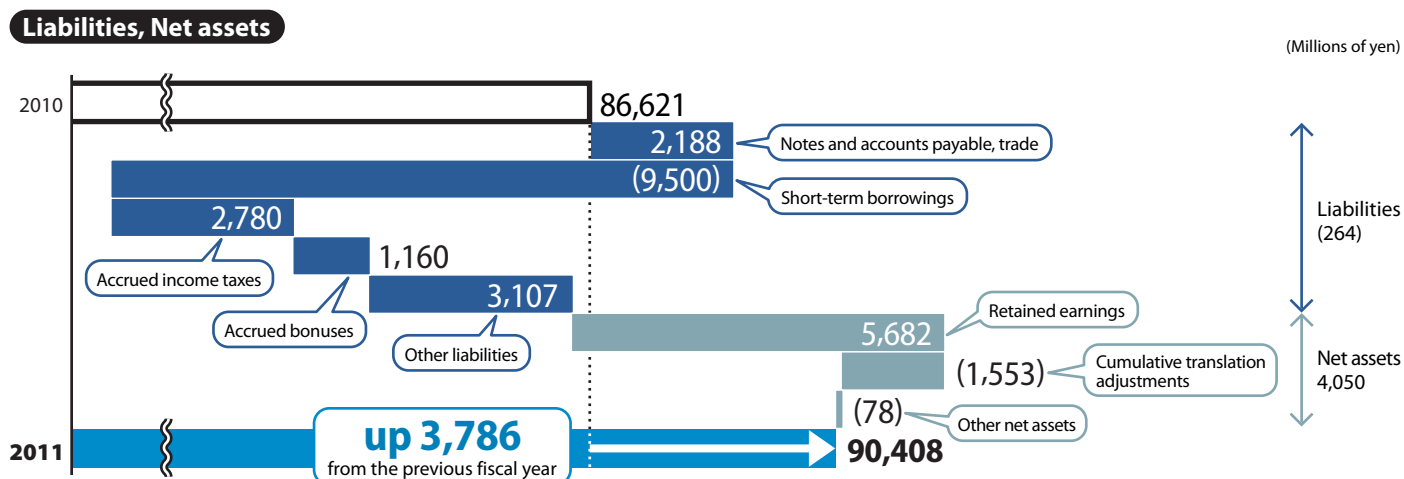 Liabilities, Net assets
(Millions of yen)
2010
86,621
2,188
Notes and accounts payable, trade
(9,500)
Short-term borrowings
2,780
Accrued income taxes
1,160
Accrued bonuses
3,107
Other liabilities
Liabilities
(264)
5,682
Retained earnings
(1,553)
Cumulative translation
adjustments
(78)
Other net assets
Net assets
4,050
2011
up 3,786
from the previous fiscal year
90,408